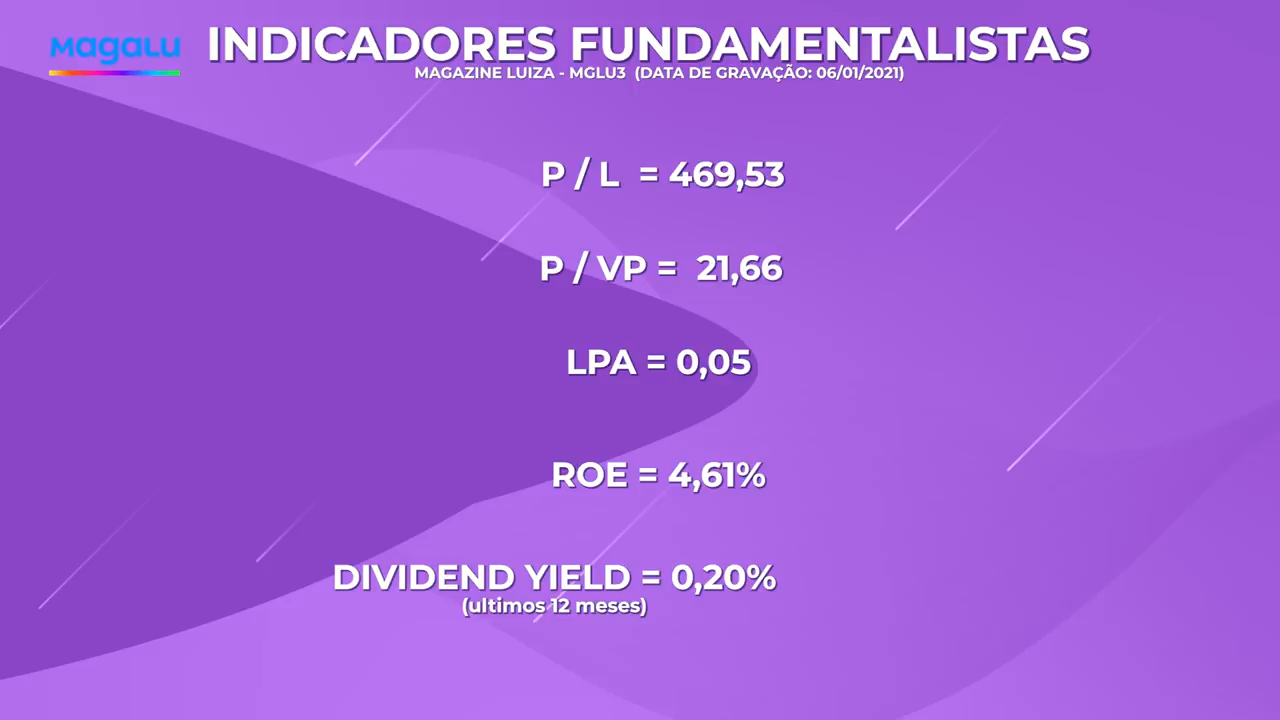 Magalu
INDICADORES FUNDAMENTALISTAS
MAGAZINE LUIZA - MGLU3 (DATA DE GRAVAÇÃO: 06/01/2021)
P / L = 469,53
P / VP = 21,66
LPA = 0,05
ROE = 4,61%
DIVIDEND YIELD = 0,20%
(ultimos 12 meses)